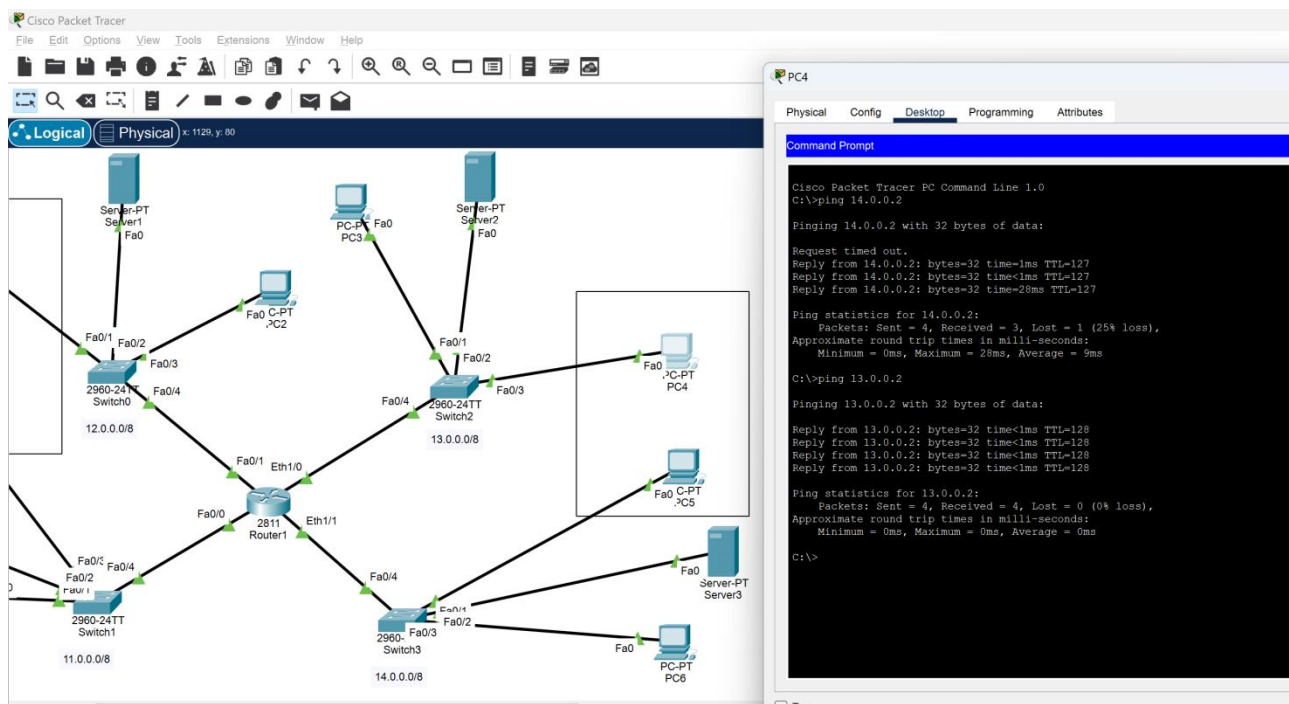 Cisco Packet Tracer
File Edit Options View Tools Extensions Window Help
Logical Physical x: 1129, y: 80
Server-PT
Server1
Fa0
PC-PT
PC3
Fa0
Server-PT
Server2
Fa0
Fa0 C-PT
PC2
Fa0/1
Fa0/2
Fa0/3
2960-24TT
Switch0
Fa0/4
12.0.0.0/8
Fa0/1
Fa0/2
Fa0/3
Fa0/4
2960-24TT
Switch2
13.0.0.0/8
Fa0
PC-PT
PC4
Fa0/1
Eth1/0
Fa0/0
2811
Router1
Eth1/1
Fa0 C-PT
PC5
Fa0
Server-PT
Server3
Fa0/4
Fa0/2
Fa0/1
2960-24TT
Switch1
11.0.0.0/8
Fa0/4
Fa0/1
Fa0/2
Fa0/3
2960-
Switch3
14.0.0.0/8
Fa0
PC-PT
PC6
PC4
Physical Config Desktop Programming Attributes
Command Prompt
Cisco Packet Tracer PC Command Line 1.0
C:\>ping 14.0.0.2
Pinging 14.0.0.2 with 32 bytes of data:
Request timed out.
Reply from 14.0.0.2: bytes=32 time=1ms TTL=127
Reply from 14.0.0.2: bytes=32 time<1ms TTL=127
Reply from 14.0.0.2: bytes=32 time=28ms TTL=127
Ping statistics for 14.0.0.2:
Packets: Sent = 4, Received = 3, Lost = 1 (25% loss),
Approximate round trip times in milli-seconds:
Minimum = 0ms, Maximum = 28ms, Average = 9ms
C:\>ping 13.0.0.2
Pinging 13.0.0.2 with 32 bytes of data:
Reply from 13.0.0.2: bytes=32 time<1ms TTL=128
Reply from 13.0.0.2: bytes=32 time<1ms TTL=128
Reply from 13.0.0.2: bytes=32 time<1ms TTL=128
Reply from 13.0.0.2: bytes=32 time<1ms TTL=128
Ping statistics for 13.0.0.2:
Packets: Sent = 4, Received = 4, Lost = 0 (0% loss),
Approximate round trip times in milli-seconds:
Minimum = 0ms, Maximum = 0ms, Average = 0ms
C:\>